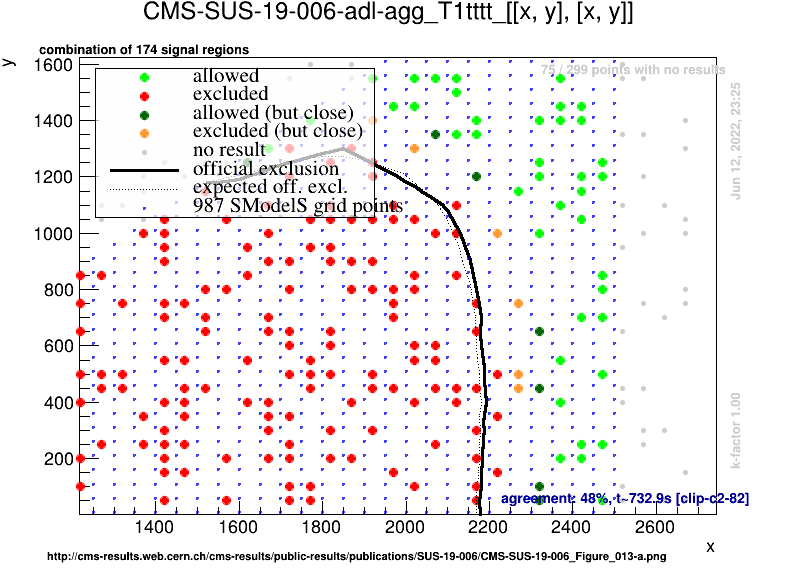 CMS-SUS-19-006-adl-agg_T1tttt_[[x, y], [x, y]]
y
combination of 174 signal regions
75 / 299 points with no results
allowed
excluded
allowed (but close)
excluded (but close)
no result
official exclusion
expected off. excl.
987 SModelS grid points
1600
1400
1200
1000
800
600
400
200
Jun 12, 2022, 23:25
k-factor 1.00
agreement: 48%, t~732.9s [clip-c2-82]
1400 1600 1800 2000 2200 2400 2600
x
http://cms-results.web.cern.ch/cms-results/public-results/publications/SUS-19-006/CMS-SUS-19-006_Figure_013-a.png